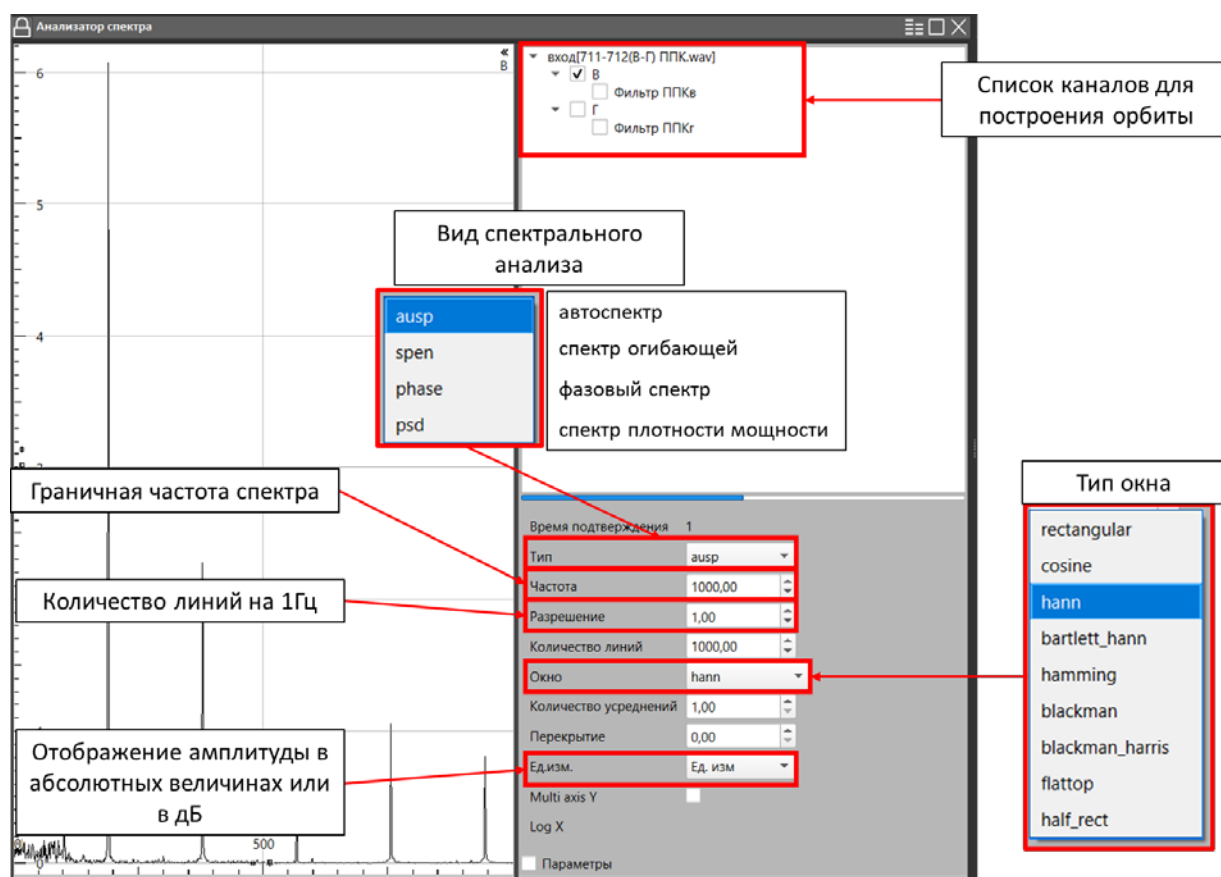 Анализатор спектра
«
В
6
5
4
3
500
0
вход[711-712(В-Г) ППК.wav]
В
Фильтр ППКв
Г
Фильтр ППКг
Список каналов для
построения орбиты
Вид спектрального
анализа
ausp
spen
phase
psd
автоспектр
спектр огибающей
фазовый спектр
спектр плотности мощности
Граничная частота спектра
Количество линий на 1Гц
Отображение амплитуды в
абсолютных величинах или
в дБ
Время подтверждения 1
Тип ausp
Частота 1000,00
Разрешение 1,00
Количество линий 1000,00
Окно hann
Количество усреднений 1,00
Перекрытие 0,00
Ед.изм. Ед. изм
Multi axis Y
Log X
Параметры
Тип окна
rectangular
cosine
hann
bartlett_hann
hamming
blackman
blackman_harris
flattop
half_rect